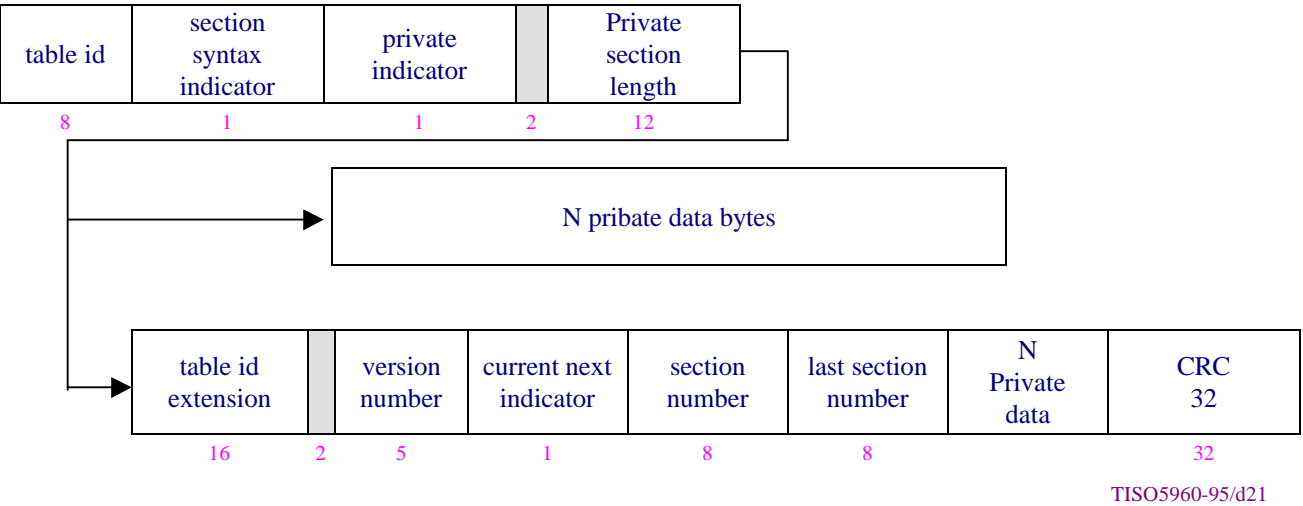 table id
section
syntax
indicator
private
indicator
Private
section
length
8
1
1
2
12
N pribate data bytes
table id
extension
version
number
current next
indicator
section
number
last section
number
N
Private
data
CRC
32
16
2
5
1
8
8
32
TISO5960-95/d21